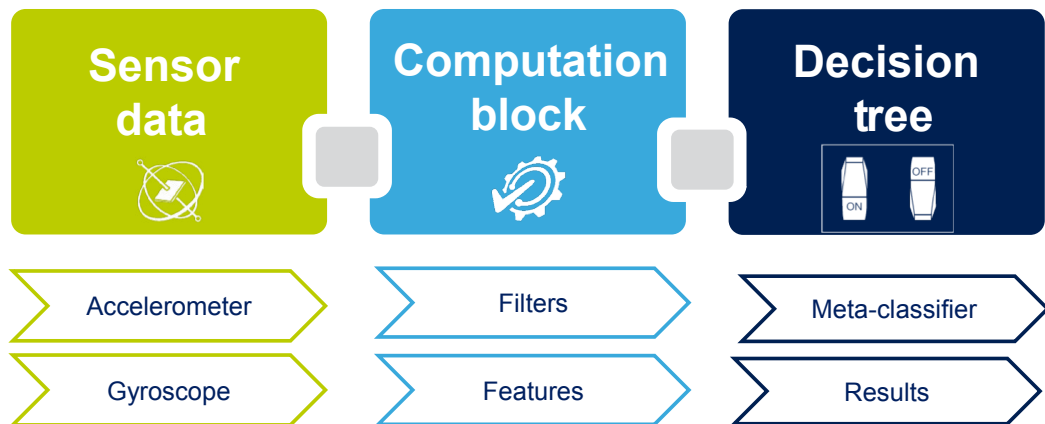 Sensor
data
Computation
block
Decision
tree
ON
OFF
Accelerometer
Filters
Meta-classifier
Gyroscope
Features
Results